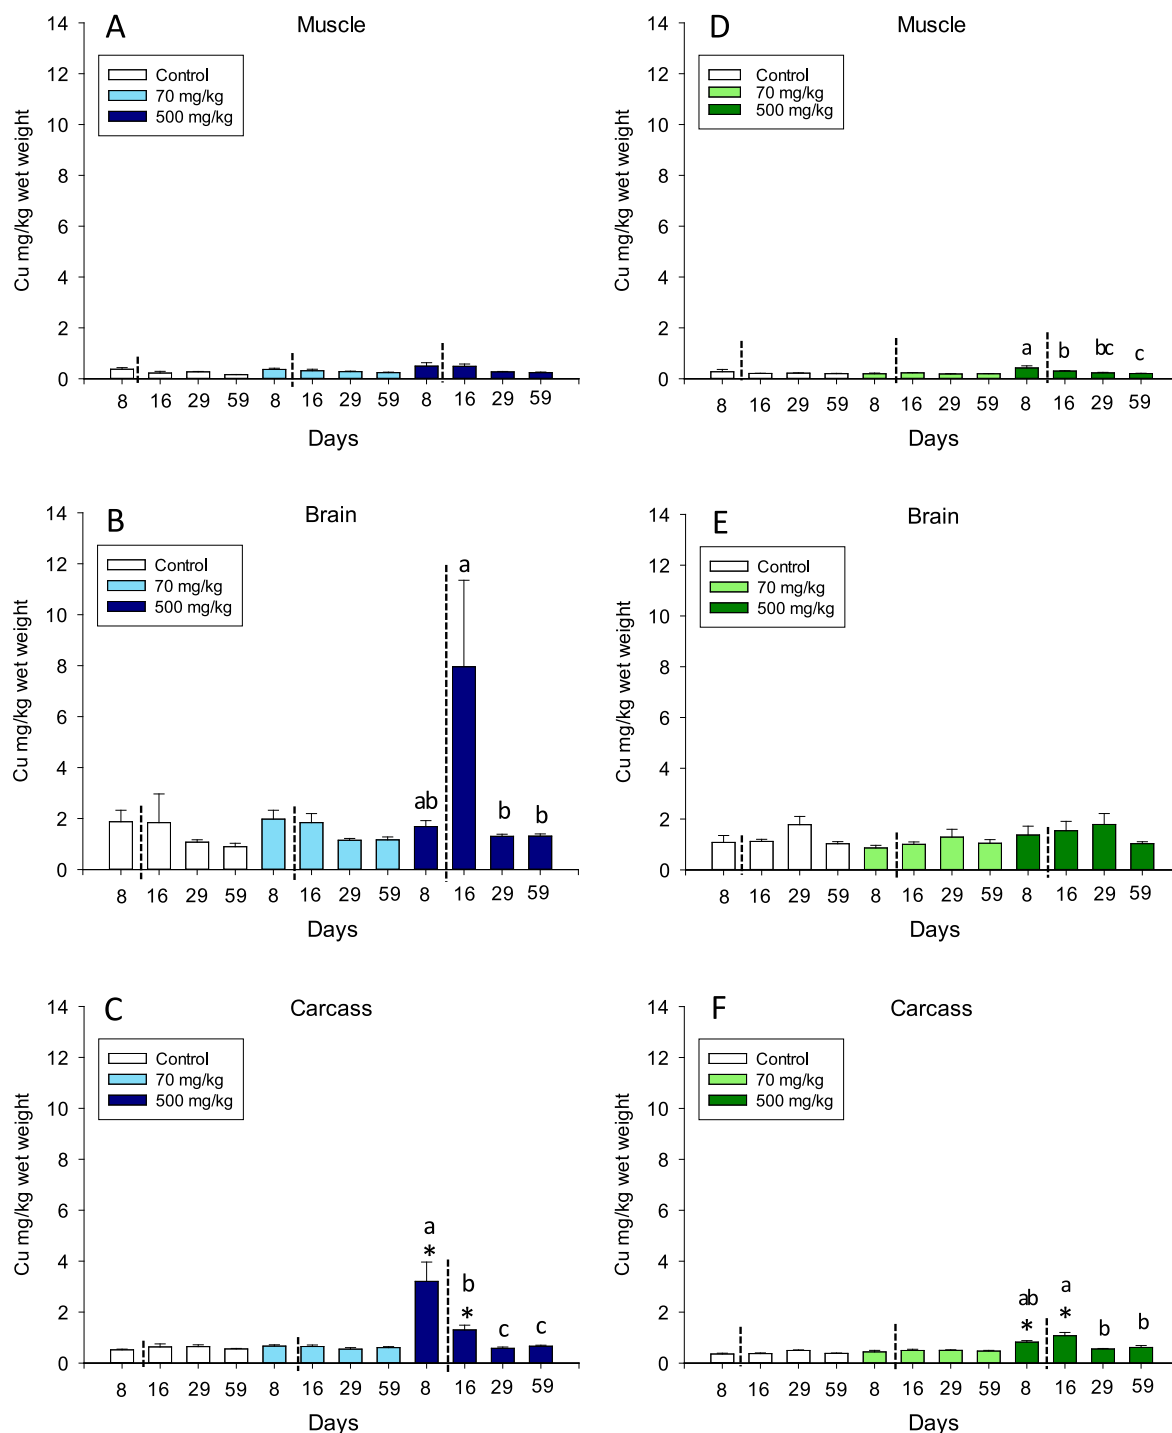 A
Muscle
Control
70 mg/kg
500 mg/kg
Cu mg/kg wet weight
14
12
10
8
6
4
2
0
8 16 29 59 8 16 29 59 8 16 29 59
Days
D
Muscle
Control
70 mg/kg
500 mg/kg
Cu mg/kg wet weight
14
12
10
8
6
4
2
0
a b bc c
8 16 29 59 8 16 29 59 8 16 29 59
Days
B
Brain
Control
70 mg/kg
500 mg/kg
Cu mg/kg wet weight
14
12
10
8
6
4
2
0
ab a b b
8 16 29 59 8 16 29 59 8 16 29 59
Days
E
Brain
Control
70 mg/kg
500 mg/kg
Cu mg/kg wet weight
14
12
10
8
6
4
2
0
8 16 29 59 8 16 29 59 8 16 29 59
Days
C
Carcass
Control
70 mg/kg
500 mg/kg
Cu mg/kg wet weight
14
12
10
8
6
4
2
0
a b c c
* *
8 16 29 59 8 16 29 59 8 16 29 59
Days
F
Carcass
Control
70 mg/kg
500 mg/kg
Cu mg/kg wet weight
14
12
10
8
6
4
2
0
ab a b b
* *
8 16 29 59 8 16 29 59 8 16 29 59
Days